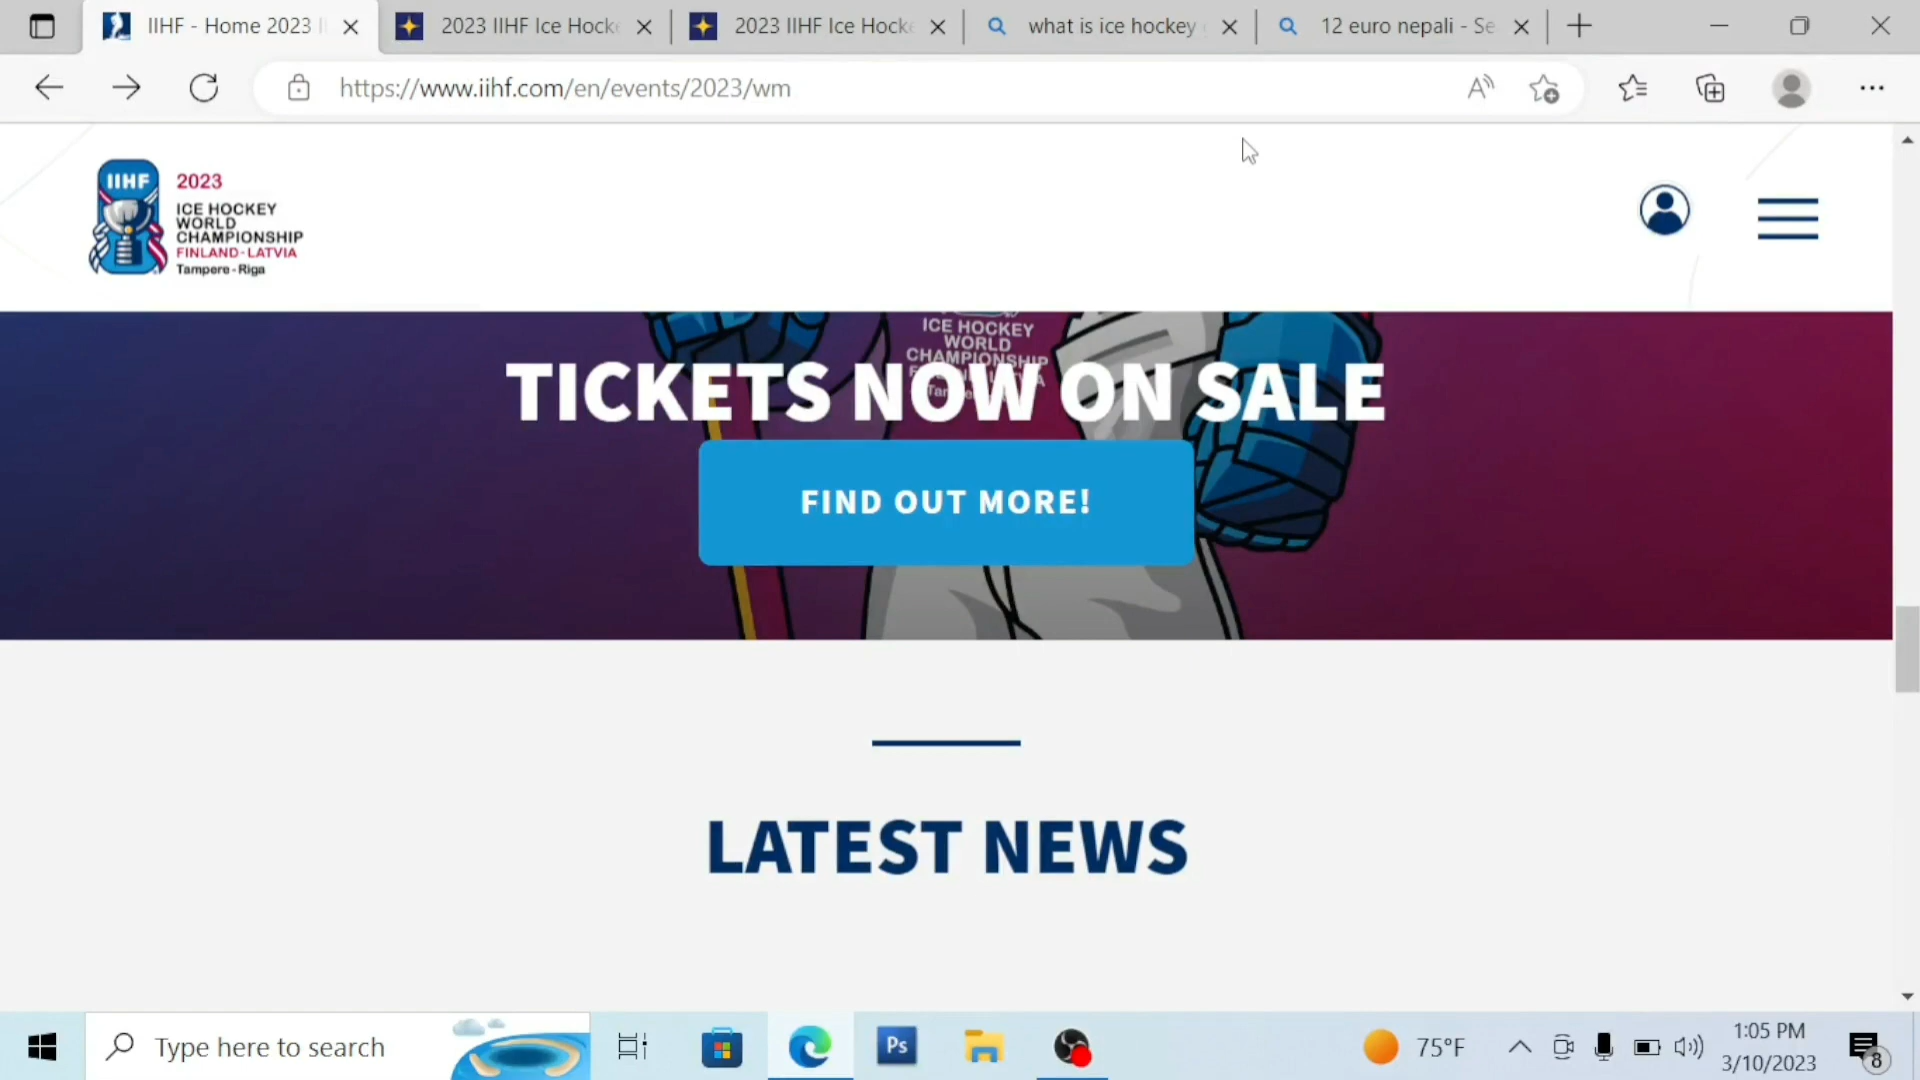 IIHF - Home 2023 I
2023 IIHF Ice Hock
2023 IIHF Ice Hock
what is ice hockey
12 euro nepali - Se
https://www.iihf.com/en/events/2023/wm
IIHF
2023
ICE HOCKEY
WORLD
CHAMPIONSHIP
FINLAND - LATVIA
Tampere - Riga
ICE HOCKEY
WORLD
CHAMPIONSHIP
TICKETS NOW ON SALE
FIND OUT MORE!
LATEST NEWS
Type here to search
Ps
75°F
1:05 PM
3/10/2023
8